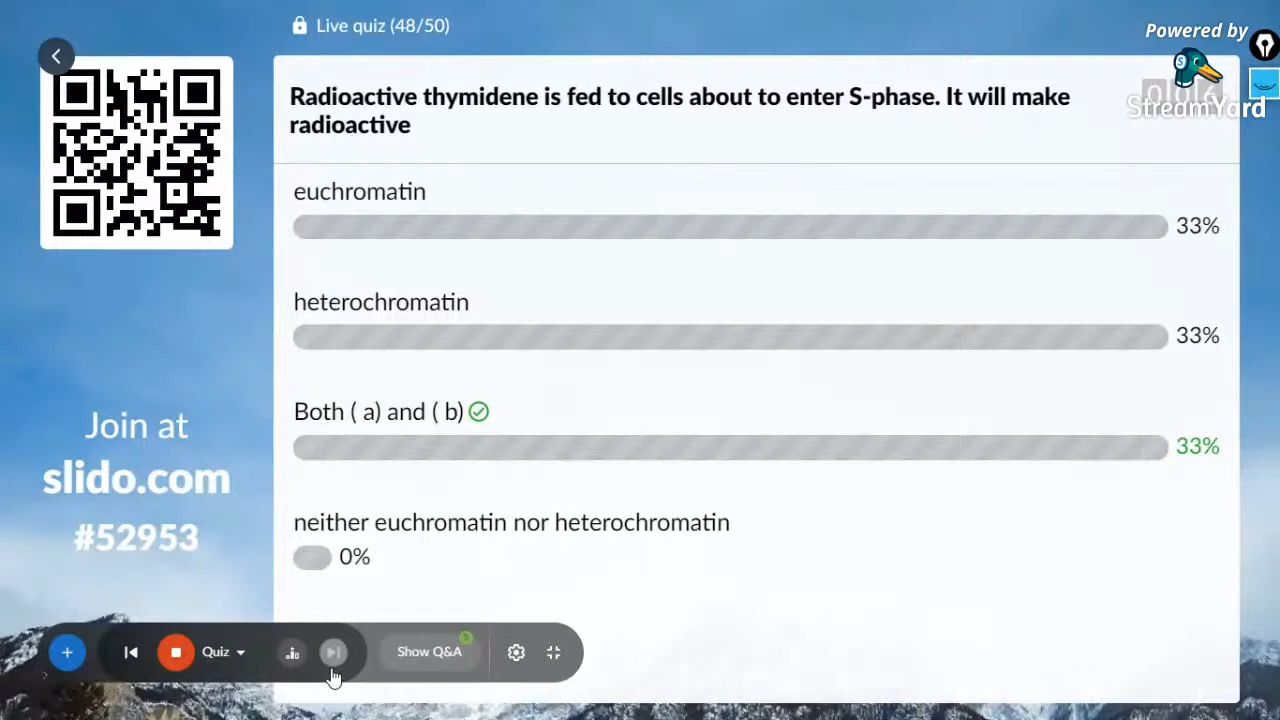 Live quiz (48/50)
Powered by
StreamYard
Radioactive thymidene is fed to cells about to enter S-phase. It will make
radioactive
euchromatin
33%
heterochromatin
33%
Both ( a) and ( b)
33%
neither euchromatin nor heterochromatin
0%
Join at
slido.com
#52953
Quiz
Show Q&A
5